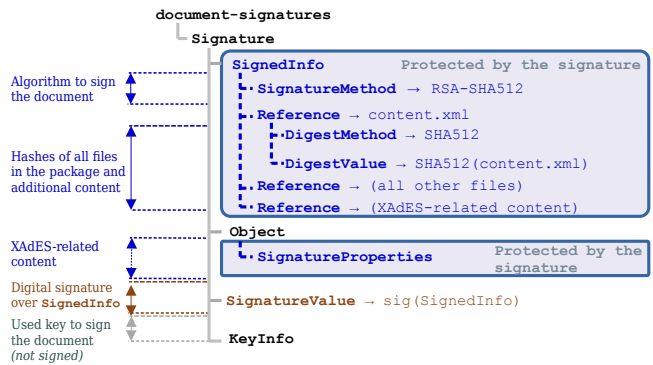 document-signatures
Signature
SignedInfo
Protected by the signature
Algorithm to sign
the document
SignatureMethod → RSA-SHA512
Reference → content.xml
DigestMethod → SHA512
Hashes of all files
in the package and
additional content
DigestValue → SHA512(content.xml)
Reference → (all other files)
Reference → (XAdES-related content)
Object
XAdES-related
content
SignatureProperties
Protected by the
signature
Digital signature
over SignedInfo
SignatureValue → sig(SignedInfo)
Used key to sign
the document
(not signed)
KeyInfo